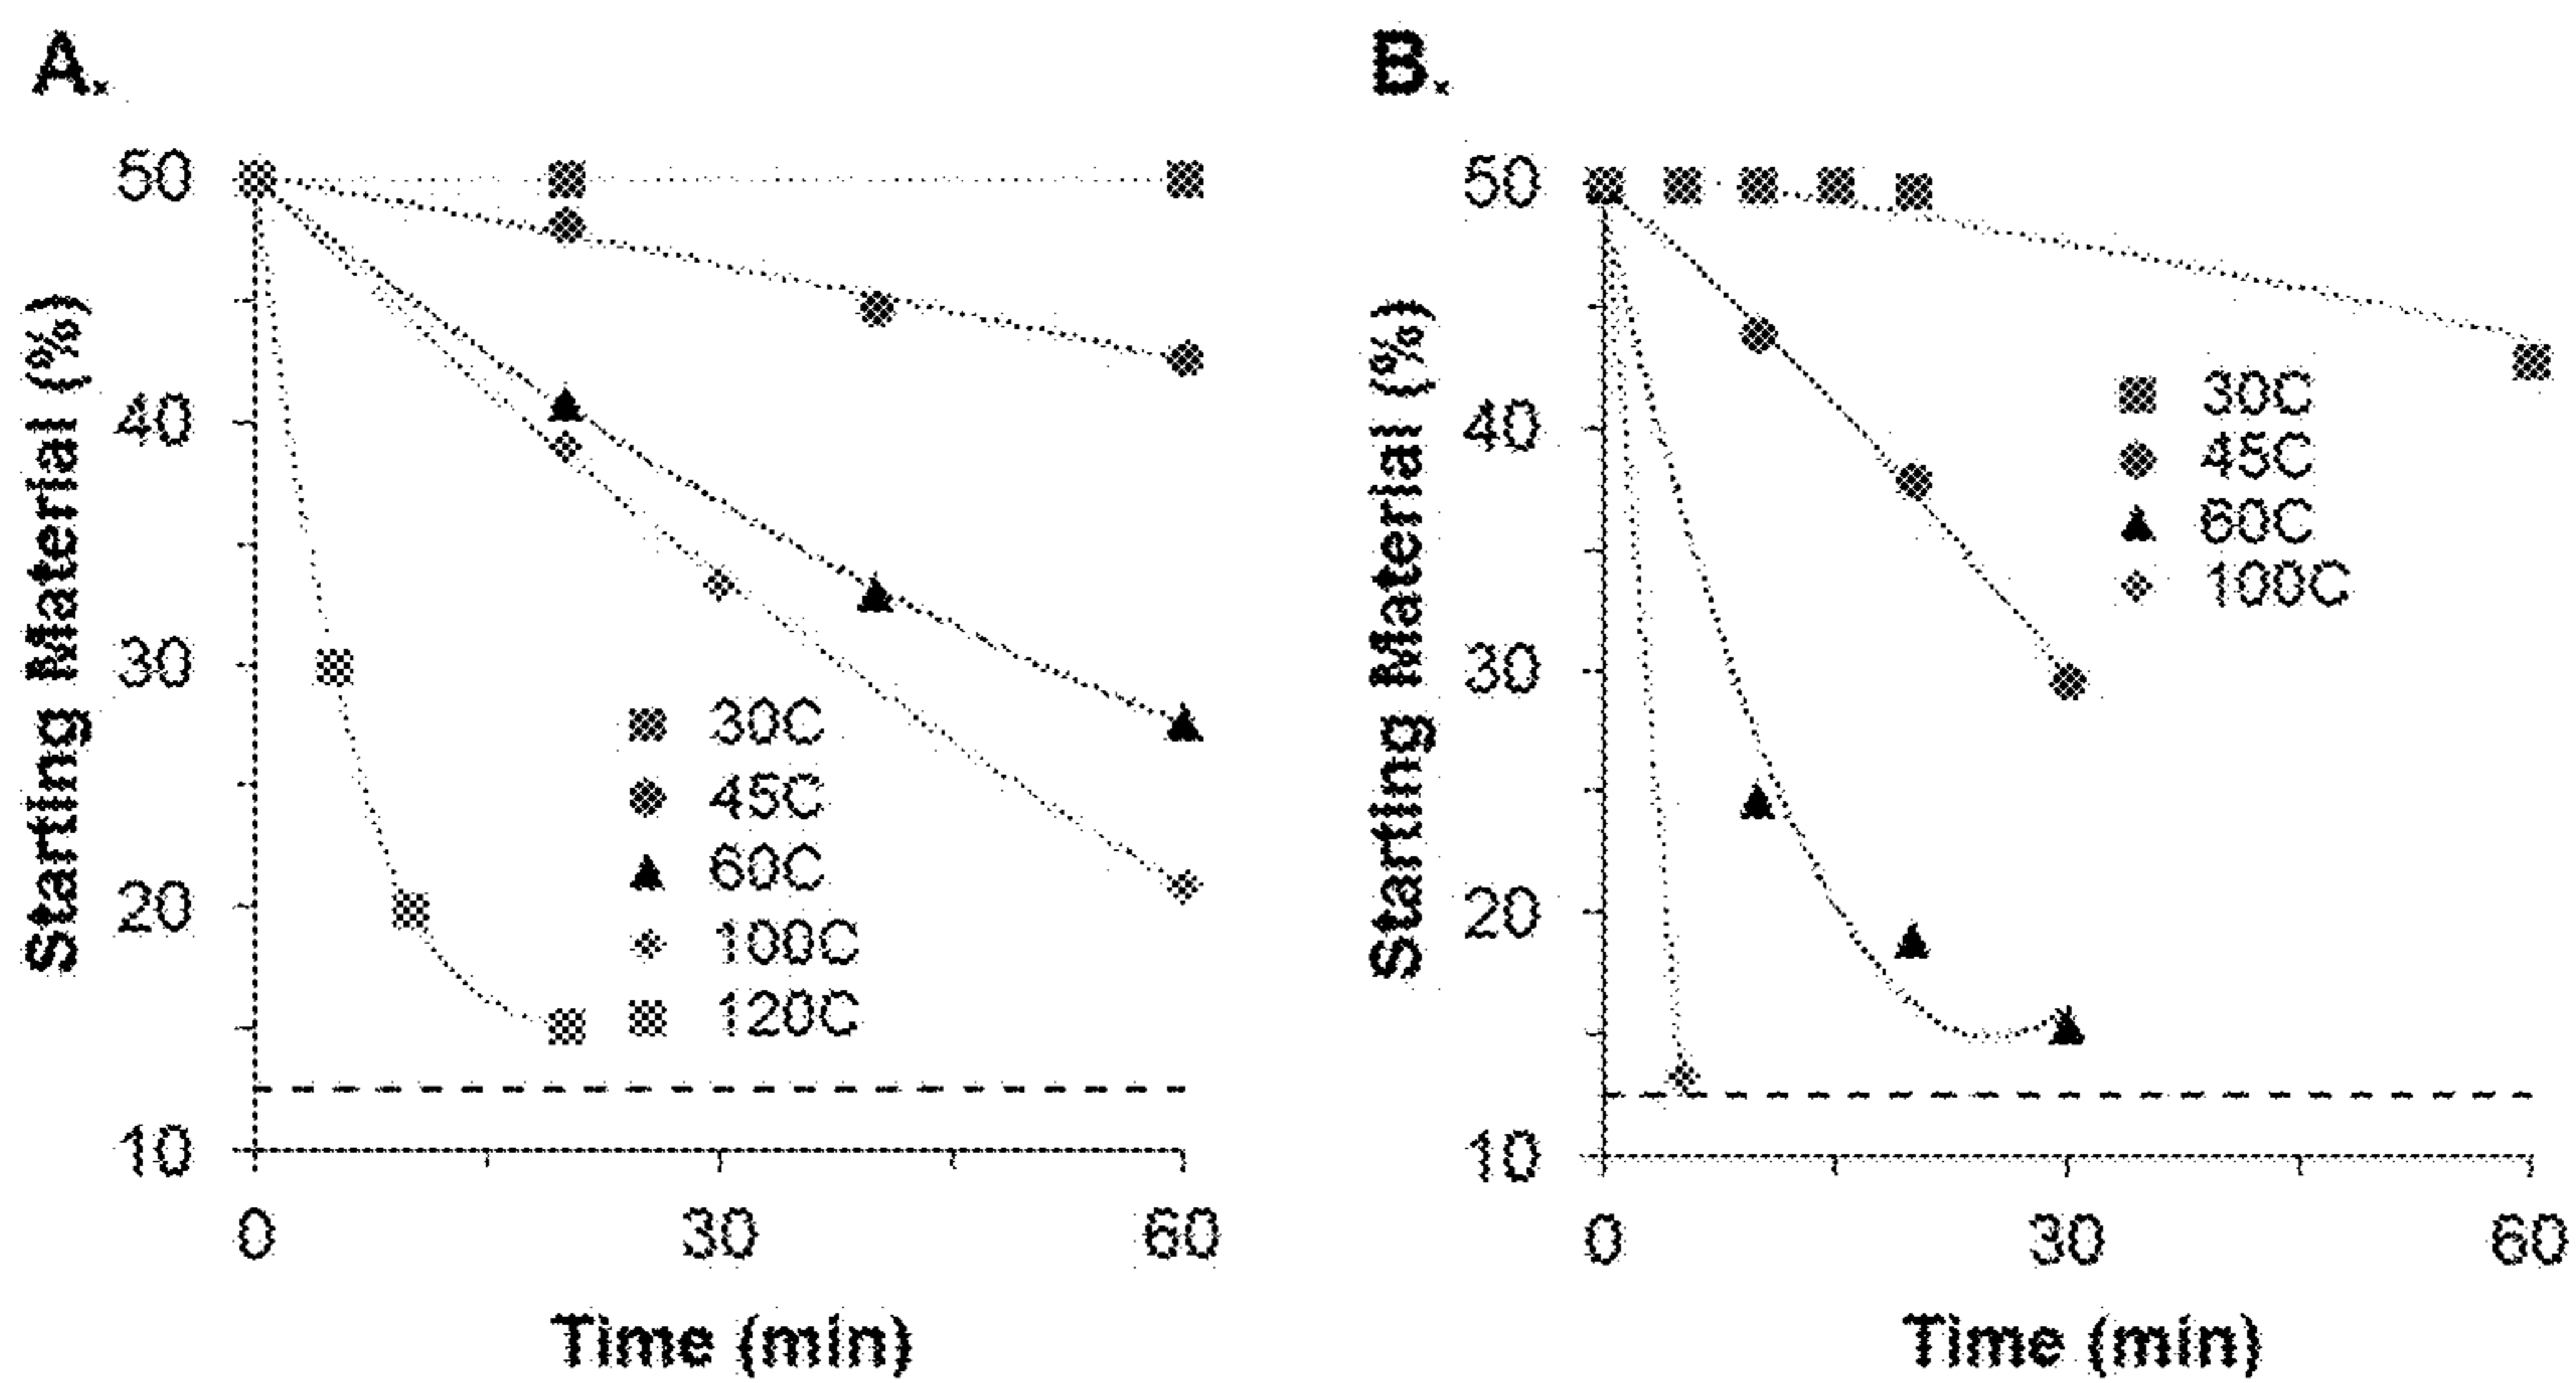 A.
B.
Starting Material (%)
50
40
30
20
10
30C
45C
60C
100C
120C
0
30
60
Time (min)
Starting Material (%)
50
40
30
20
10
30C
45C
60C
100C
0
30
60
Time (min)